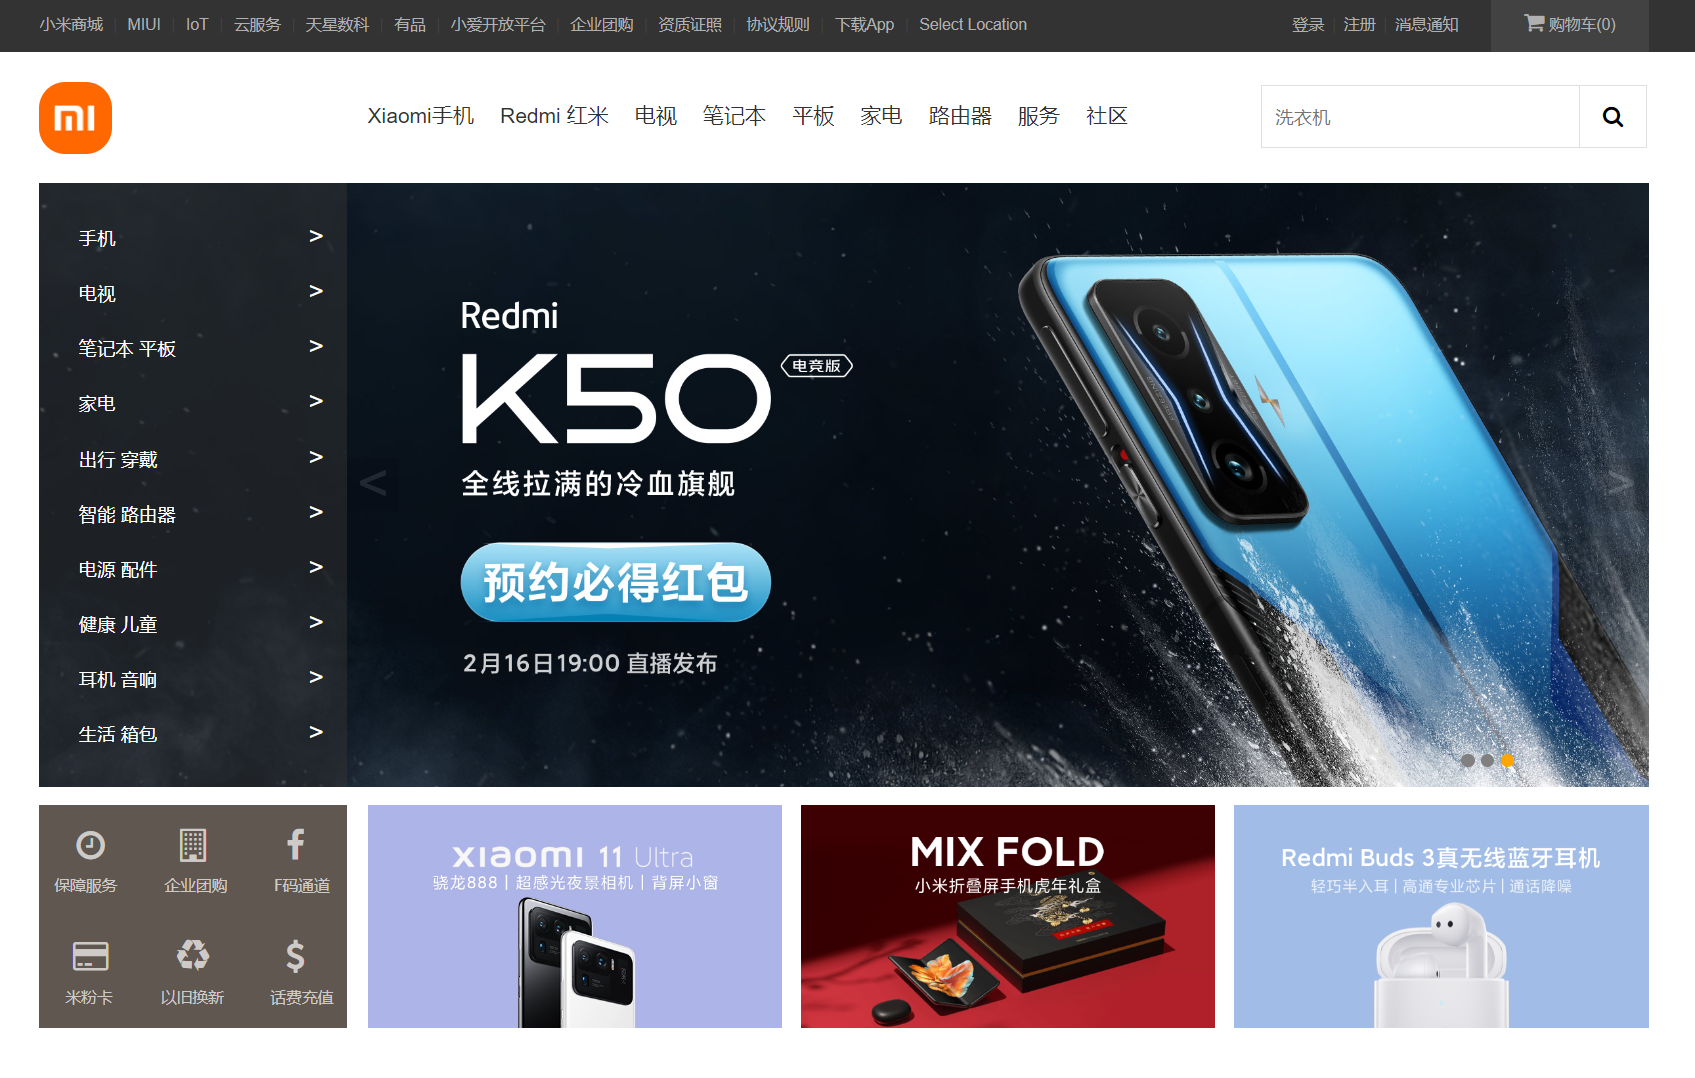 小米商城 MIUI IoT 云服务 天星数科 有品 小爱开放平台 企业团购 资质证照 协议规则 下载App Select Location 登录 注册 消息通知 购物车(0)
Xiaomi手机 Redmi 红米 电视 笔记本 平板 家电 路由器 服务 社区 洗衣机
手机 >
电视 >
笔记本 平板 >
家电 >
出行 穿戴 >
智能 路由器 >
电源 配件 >
健康 儿童 >
耳机 音响 >
生活 箱包 >
Redmi
K50 电竞版
全线拉满的冷血旗舰
预约必得红包
2月16日19:00 直播发布
< >
保障服务 企业团购 F码通道
米粉卡 以旧换新 话费充值
xiaomi 11 Ultra
骁龙888 | 超感光夜景相机 | 背屏小窗
MIX FOLD
小米折叠屏手机虎年礼盒
Redmi Buds 3真无线蓝牙耳机
轻巧半入耳 | 高通专业芯片 | 通话降噪